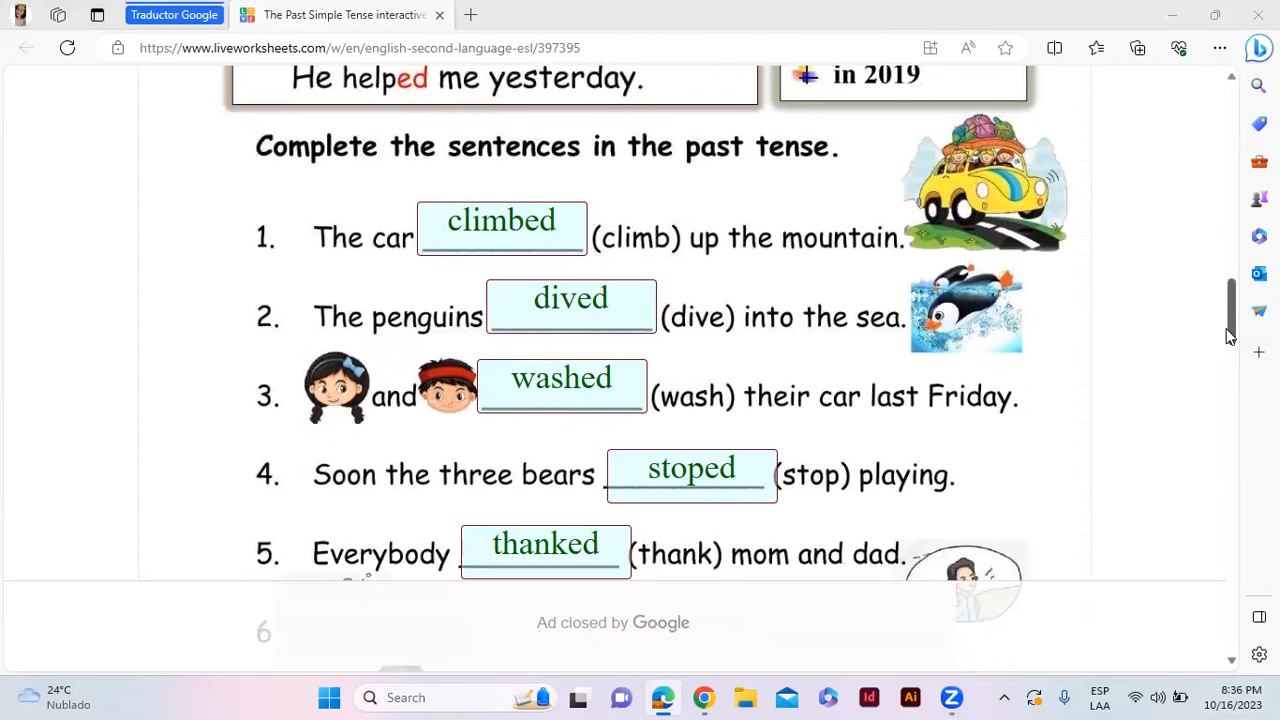 Traductor Google
The Past Simple Tense interactive
https://www.liveworksheets.com/w/en/english-second-language-esl/397395
He helped me yesterday.
in 2019
Complete the sentences in the past tense.
1. The car climbed (climb) up the mountain.
2. The penguins dived (dive) into the sea.
3. and washed (wash) their car last Friday.
4. Soon the three bears stoped (stop) playing.
5. Everybody thanked (thank) mom and dad.
6
Ad closed by Google
24°C
Nublado
Search
ESP
LAA
8:36 PM
10/16/2023